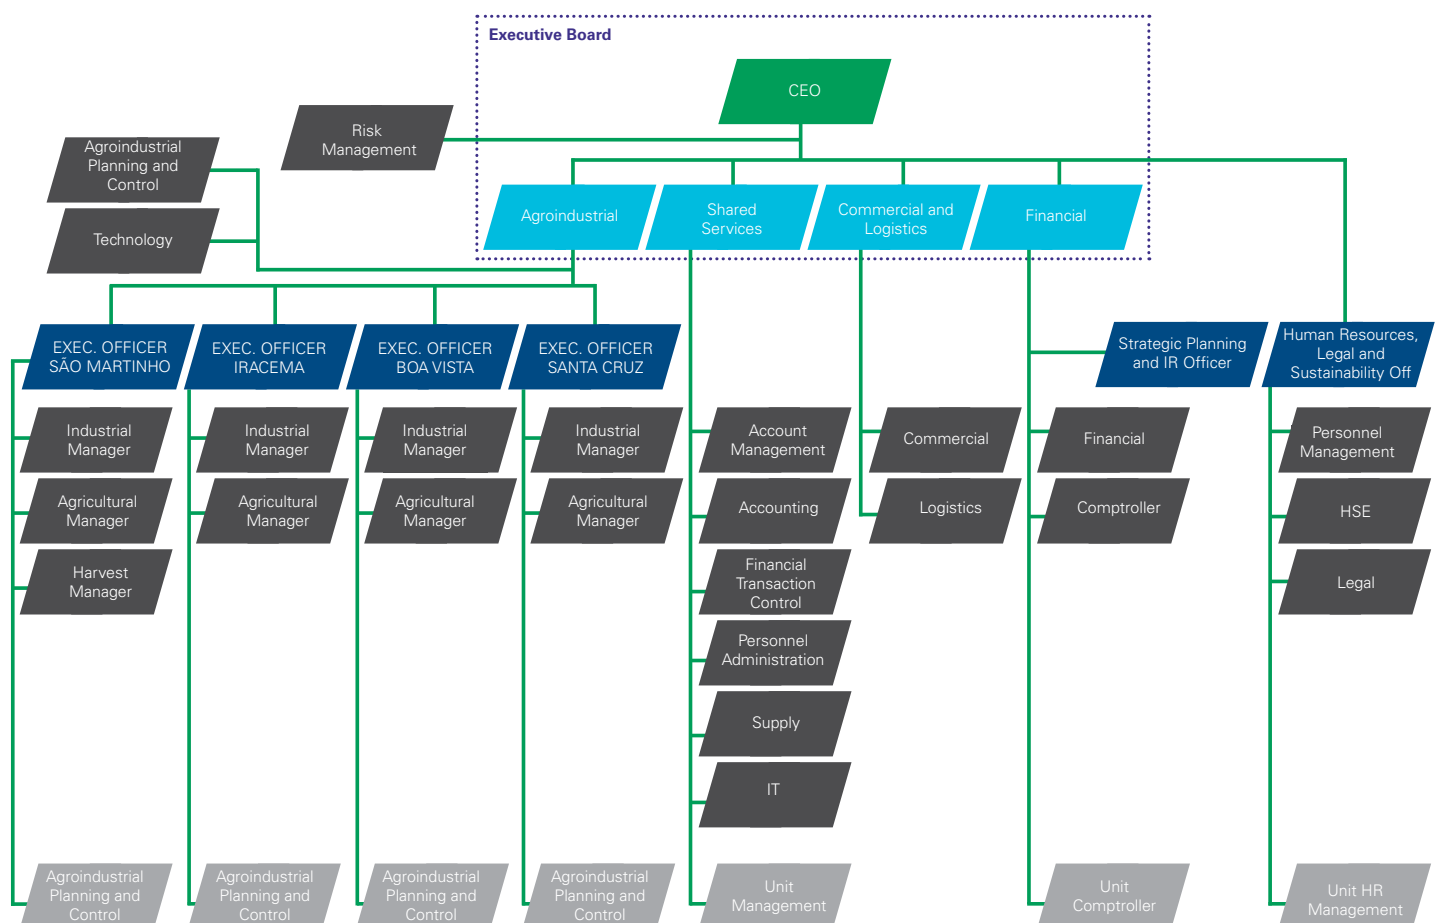 Executive Board
CEO
Risk
Management
Agroindustrial
Planning and
Control
Technology
Agroindustrial
Shared
Services
Commercial and
Logistics
Financial
EXEC. OFFICER
SÃO MARTINHO
EXEC. OFFICER
IRACEMA
EXEC. OFFICER
BOA VISTA
EXEC. OFFICER
SANTA CRUZ
Strategic Planning
and IR Officer
Human Resources,
Legal and
Sustainability Off
Industrial
Manager
Industrial
Manager
Industrial
Manager
Industrial
Manager
Account
Management
Commercial
Financial
Personnel
Management
Agricultural
Manager
Agricultural
Manager
Agricultural
Manager
Agricultural
Manager
Accounting
Logistics
Comptroller
HSE
Harvest
Manager
Financial
Transaction
Control
Legal
Personnel
Administration
Supply
IT
Agroindustrial
Planning and
Control
Agroindustrial
Planning and
Control
Agroindustrial
Planning and
Control
Agroindustrial
Planning and
Control
Unit
Management
Unit
Comptroller
Unit HR
Management